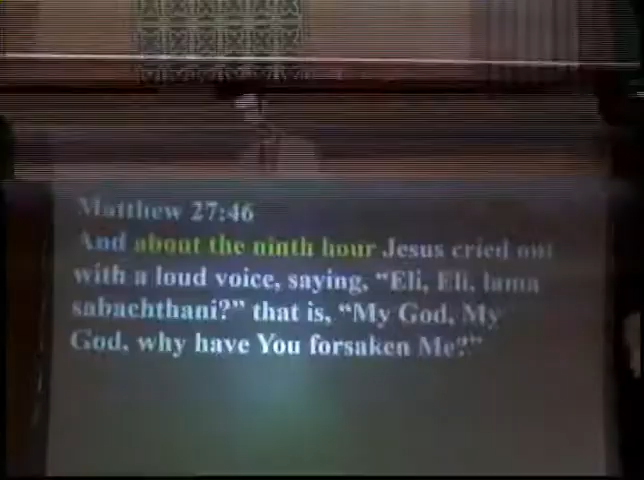 Matthew 27:46
And about the ninth hour Jesus cried out
with a loud voice, saying, “Eli, Eli, lama
sabachthani?” that is, “My God, My
God, why have You forsaken Me?”